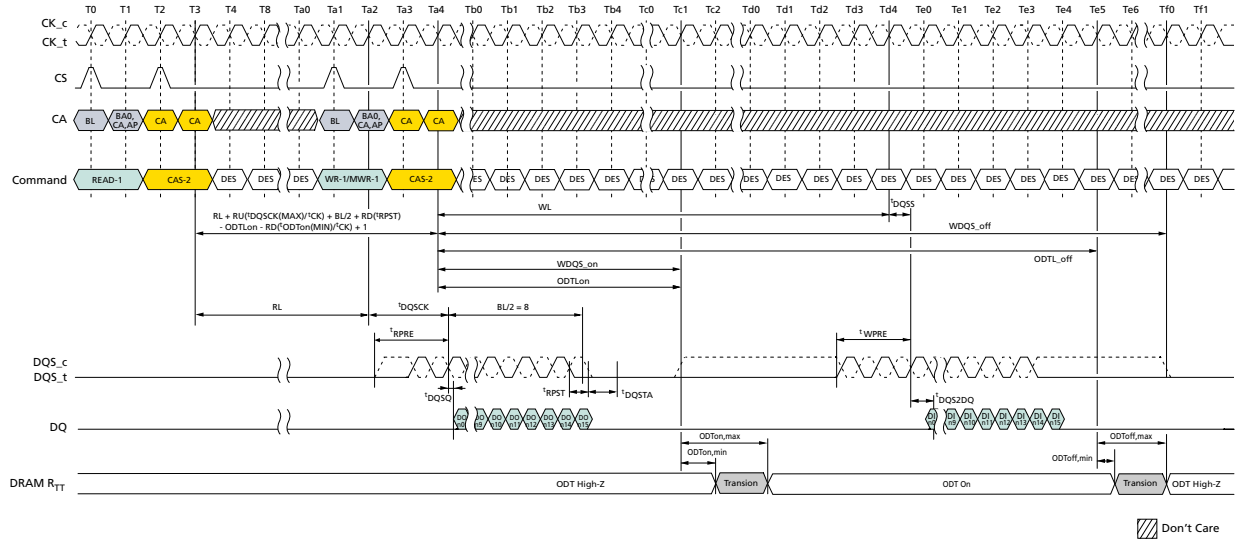 T0 T1 T2 T3 T4 T8 Ta0 Ta1 Ta2 Ta3 Ta4 Tb0 Tb1 Tb2 Tb3 Tc0 Tc1 Tc2 Td0 Td1 Td2 Td3 Td4 Te0 Te1 Te2 Te3 Te4 Te5 Te6 Tf0 Tf1
CK_c
CK_t
CS
CA BL BA0, CA, AP CA CA BL BA0, CA, AP CA CA
Command READ-1 CAS-2 DES DES DES WR-1/MWR-1 CAS-2 ES DES DES DES DES DES DES DES DES DES DES DES DES DES DES DES DES DES DES DES DES DES
WL tDQSS
RL + RU(tDQSCK(MAX)/tCK) + BL/2 + RD(tRPST)
- ODTLon - RD(tODTon(MIN)/tCK) + 1
WDQS_off
ODTL_off
WDQS_on
ODTLon
RL tDQSCK BL/2 = 8
tRPRE tWPRE
DQS_c
DQS_t
tDQSQ tRPST tDQSTA tDQS2DQ
DQ DO n0 DO n9 DO n10 DO n11 DO n12 DO n13 DO n14 DO n15 DI n0 DI n9 DI n10 DI n11 DI n12 DI n13 DI n14 DI n15
ODTon,max ODToff,max
ODTon,min ODToff,min
DRAM RTT ODT High-Z Transion ODT On Transion ODT High-Z
Don't Care